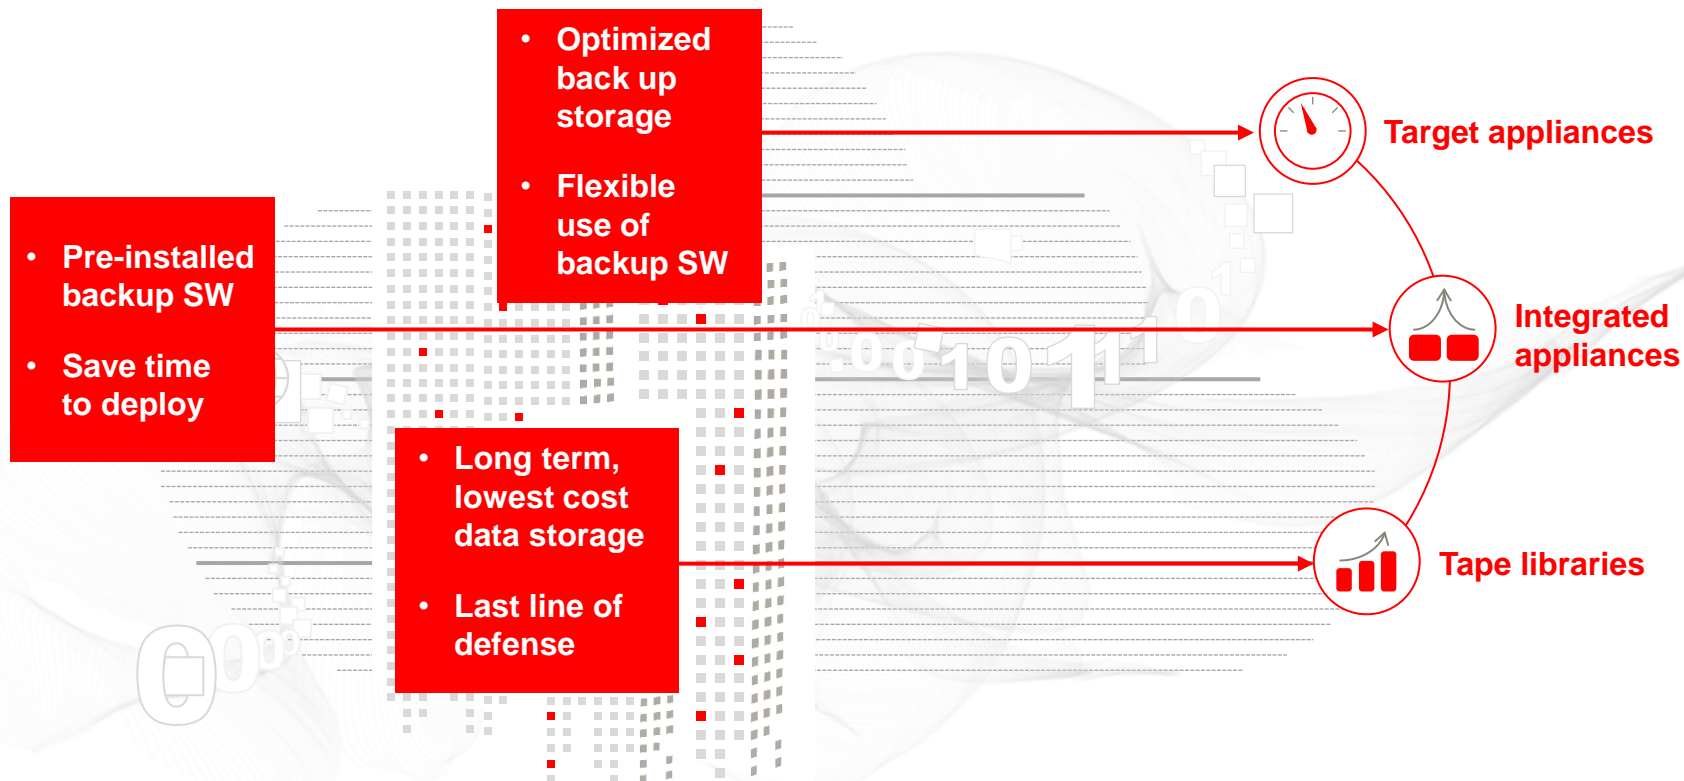 • Optimized
back up
storage
• Flexible
use of
backup SW
Target appliances
• Pre-installed
backup SW
• Save time
to deploy
Integrated
appliances
• Long term,
lowest cost
data storage
• Last line of
defense
Tape libraries